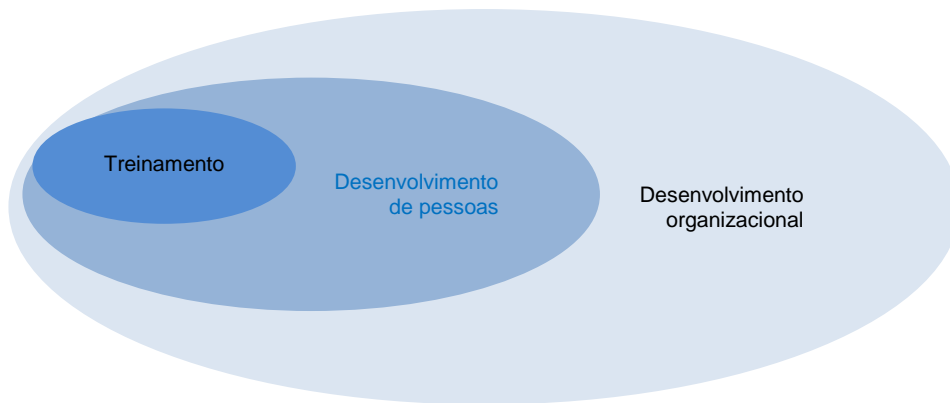 Treinamento
Desenvolvimento
de pessoas
Desenvolvimento
organizacional